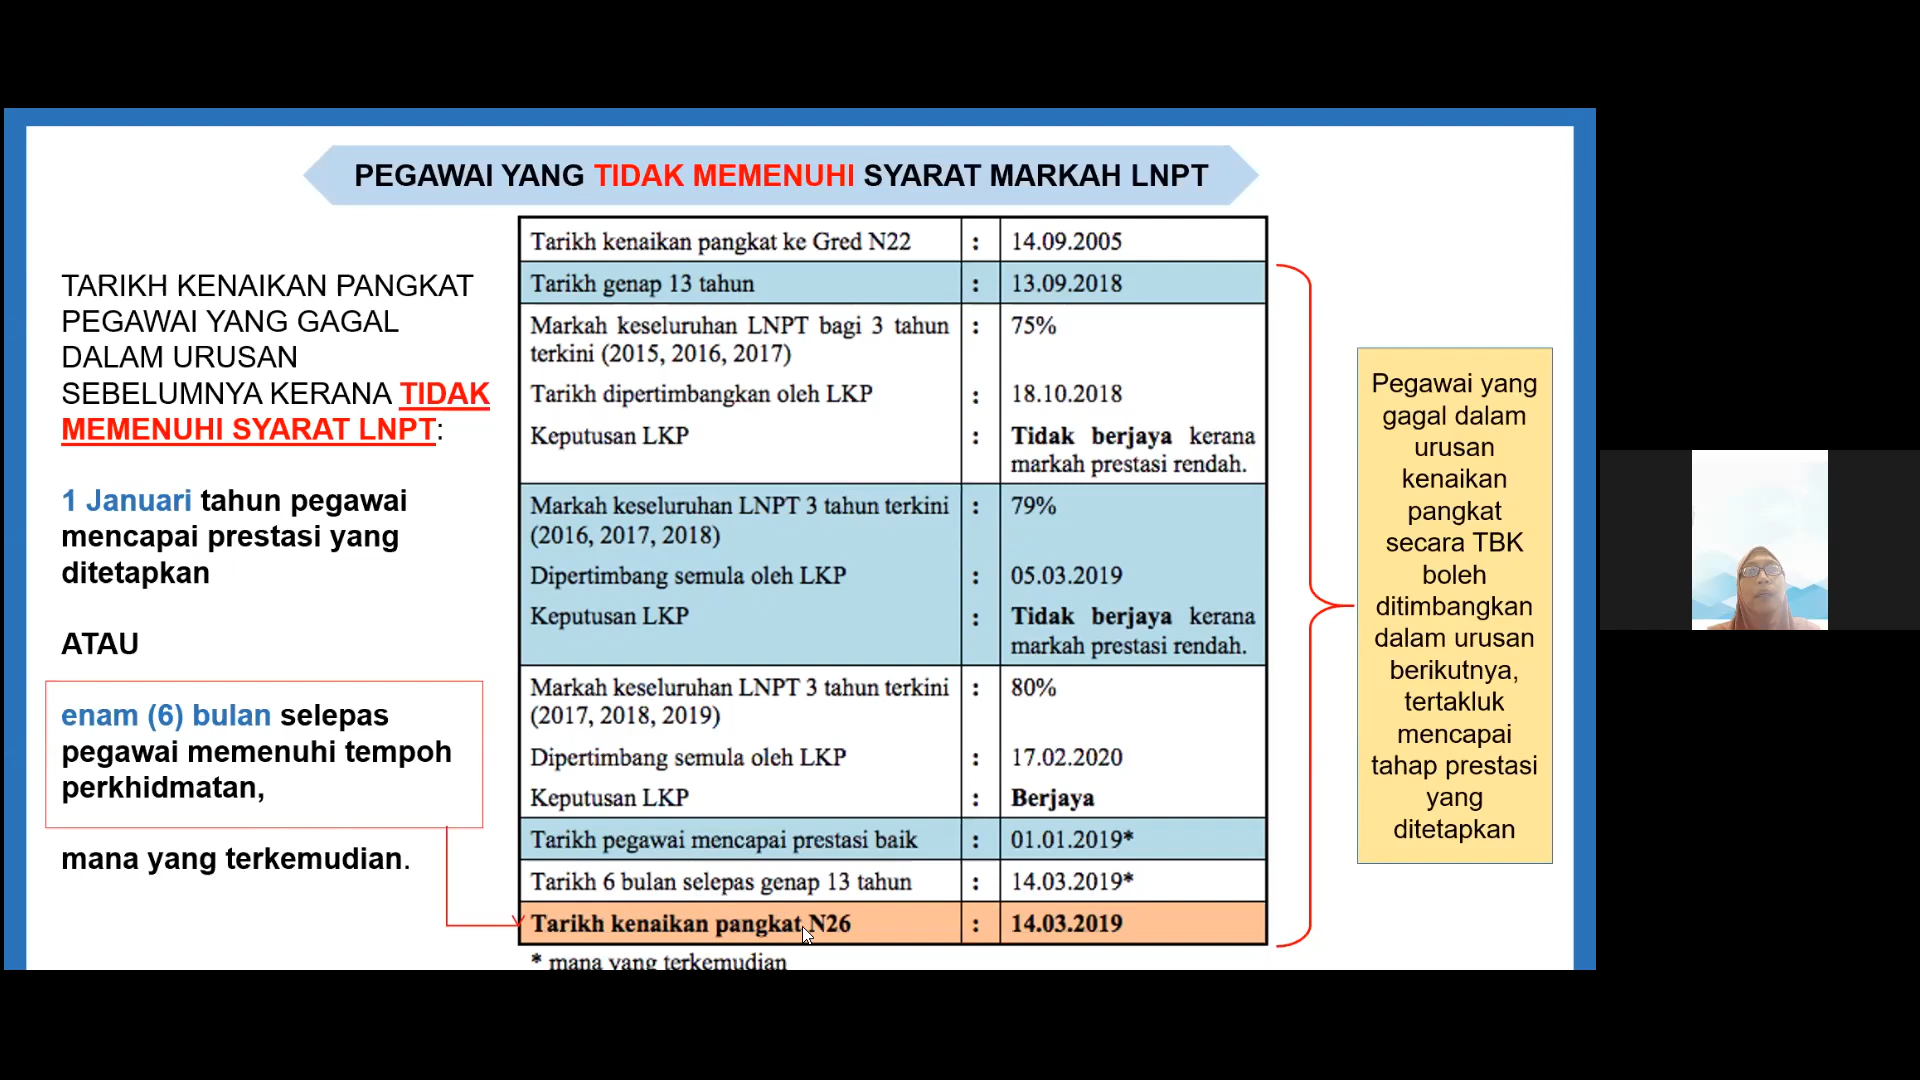 PEGAWAI YANG TIDAK MEMENUHI SYARAT MARKAH LNPT
TARIKH KENAIKAN PANGKAT
PEGAWAI YANG GAGAL
DALAM URUSAN
SEBELUMNYA KERANA TIDAK
MEMENUHI SYARAT LNPT:
1 Januari tahun pegawai
mencapai prestasi yang
ditetapkan
ATAU
enam (6) bulan selepas
pegawai memenuhi tempoh
perkhidmatan,
mana yang terkemudian.
Tarikh kenaikan pangkat ke Gred N22 : 14.09.2005
Tarikh genap 13 tahun : 13.09.2018
Markah keseluruhan LNPT bagi 3 tahun : 75%
terkini (2015, 2016, 2017)
Tarikh dipertimbangkan oleh LKP : 18.10.2018
Keputusan LKP : Tidak berjaya kerana
markah prestasi rendah.
Markah keseluruhan LNPT 3 tahun terkini : 79%
(2016, 2017, 2018)
Dipertimbang semula oleh LKP : 05.03.2019
Keputusan LKP : Tidak berjaya kerana
markah prestasi rendah.
Markah keseluruhan LNPT 3 tahun terkini : 80%
(2017, 2018, 2019)
Dipertimbang semula oleh LKP : 17.02.2020
Keputusan LKP : Berjaya
Tarikh pegawai mencapai prestasi baik : 01.01.2019*
Tarikh 6 bulan selepas genap 13 tahun : 14.03.2019*
Tarikh kenaikan pangkat N26 : 14.03.2019
* mana yang terkemudian
Pegawai yang
gagal dalam
urusan
kenaikan
pangkat
secara TBK
boleh
ditimbangkan
dalam urusan
berikutnya,
tertakluk
mencapai
tahap prestasi
yang
ditetapkan